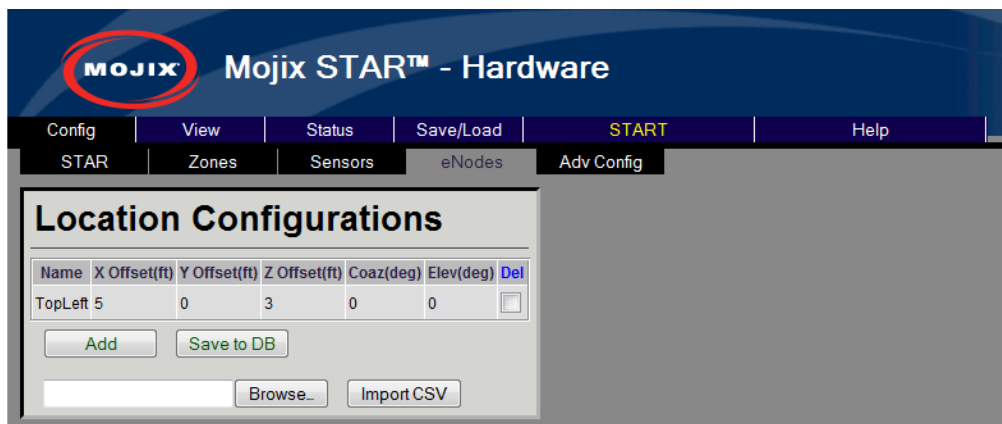 MOJIX
Mojix STAR™ - Hardware
Config View Status Save/Load START Help
STAR Zones Sensors eNodes Adv Config
Location Configurations
Name X Offset(ft) Y Offset(ft) Z Offset(ft) Coaz(deg) Elev(deg) Del
TopLeft 5 0 3 0 0
Add Save to DB
Browse... Import CSV